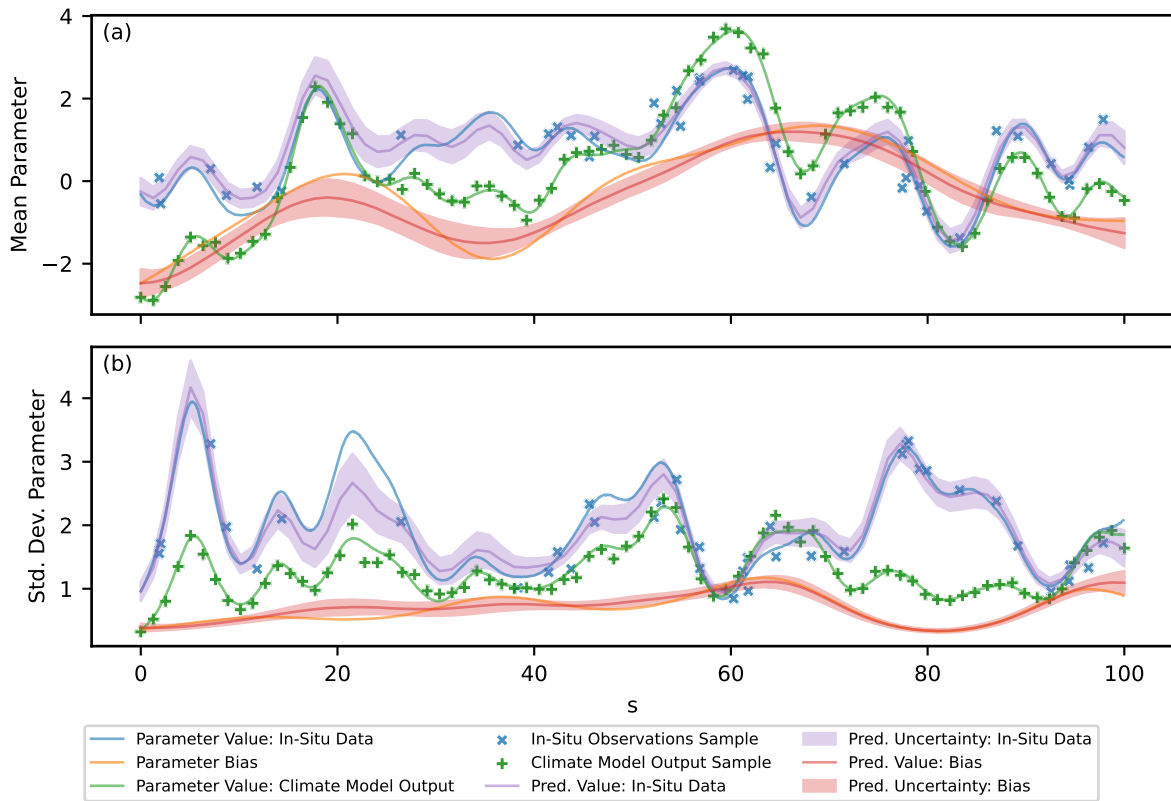 (a)
4
2
0
−2
Mean Parameter
(b)
4
3
2
1
Std. Dev. Parameter
0
20
40
60
80
100
s
Parameter Value: In-Situ Data
Parameter Bias
Parameter Value: Climate Model Output
In-Situ Observations Sample
Climate Model Output Sample
Pred. Value: In-Situ Data
Pred. Uncertainty: In-Situ Data
Pred. Value: Bias
Pred. Uncertainty: Bias